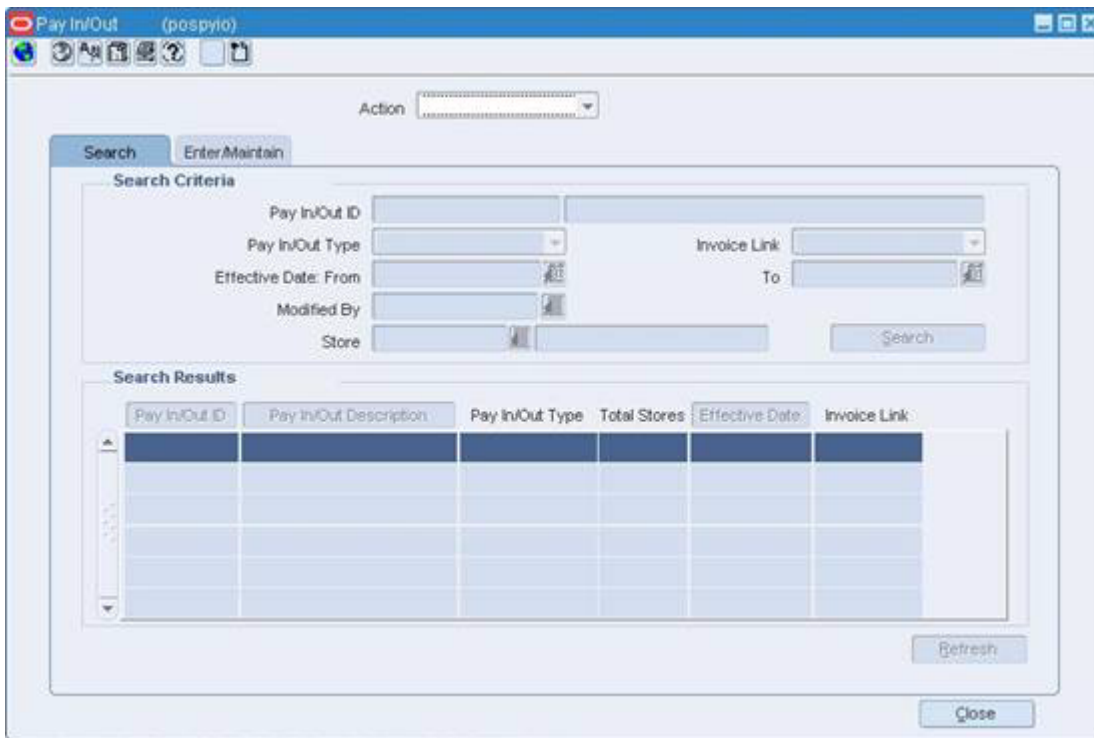 Pay In/Out (pospyio)
Action
Search Enter/Maintain
Search Criteria
Pay In/Out ID
Pay In/Out Type Invoice Link
Effective Date: From To
Modified By
Store Search
Search Results
Pay In/Out ID Pay In/Out Description Pay In/Out Type Total Stores Effective Date Invoice Link
Refresh
Close